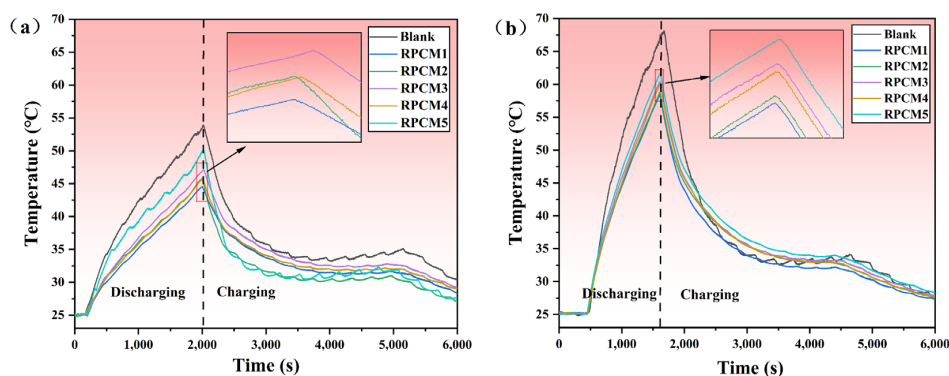 (a)
70
65
60
55
50
45
40
35
30
25
Temperature (°C)
Blank
RPCM1
RPCM2
RPCM3
RPCM4
RPCM5
Discharging
Charging
0
1,000
2,000
3,000
4,000
5,000
6,000
Time (s)
(b)
70
65
60
55
50
45
40
35
30
25
Temperature (°C)
Blank
RPCM1
RPCM2
RPCM3
RPCM4
RPCM5
Discharging
Charging
0
1,000
2,000
3,000
4,000
5,000
6,000
Time (s)